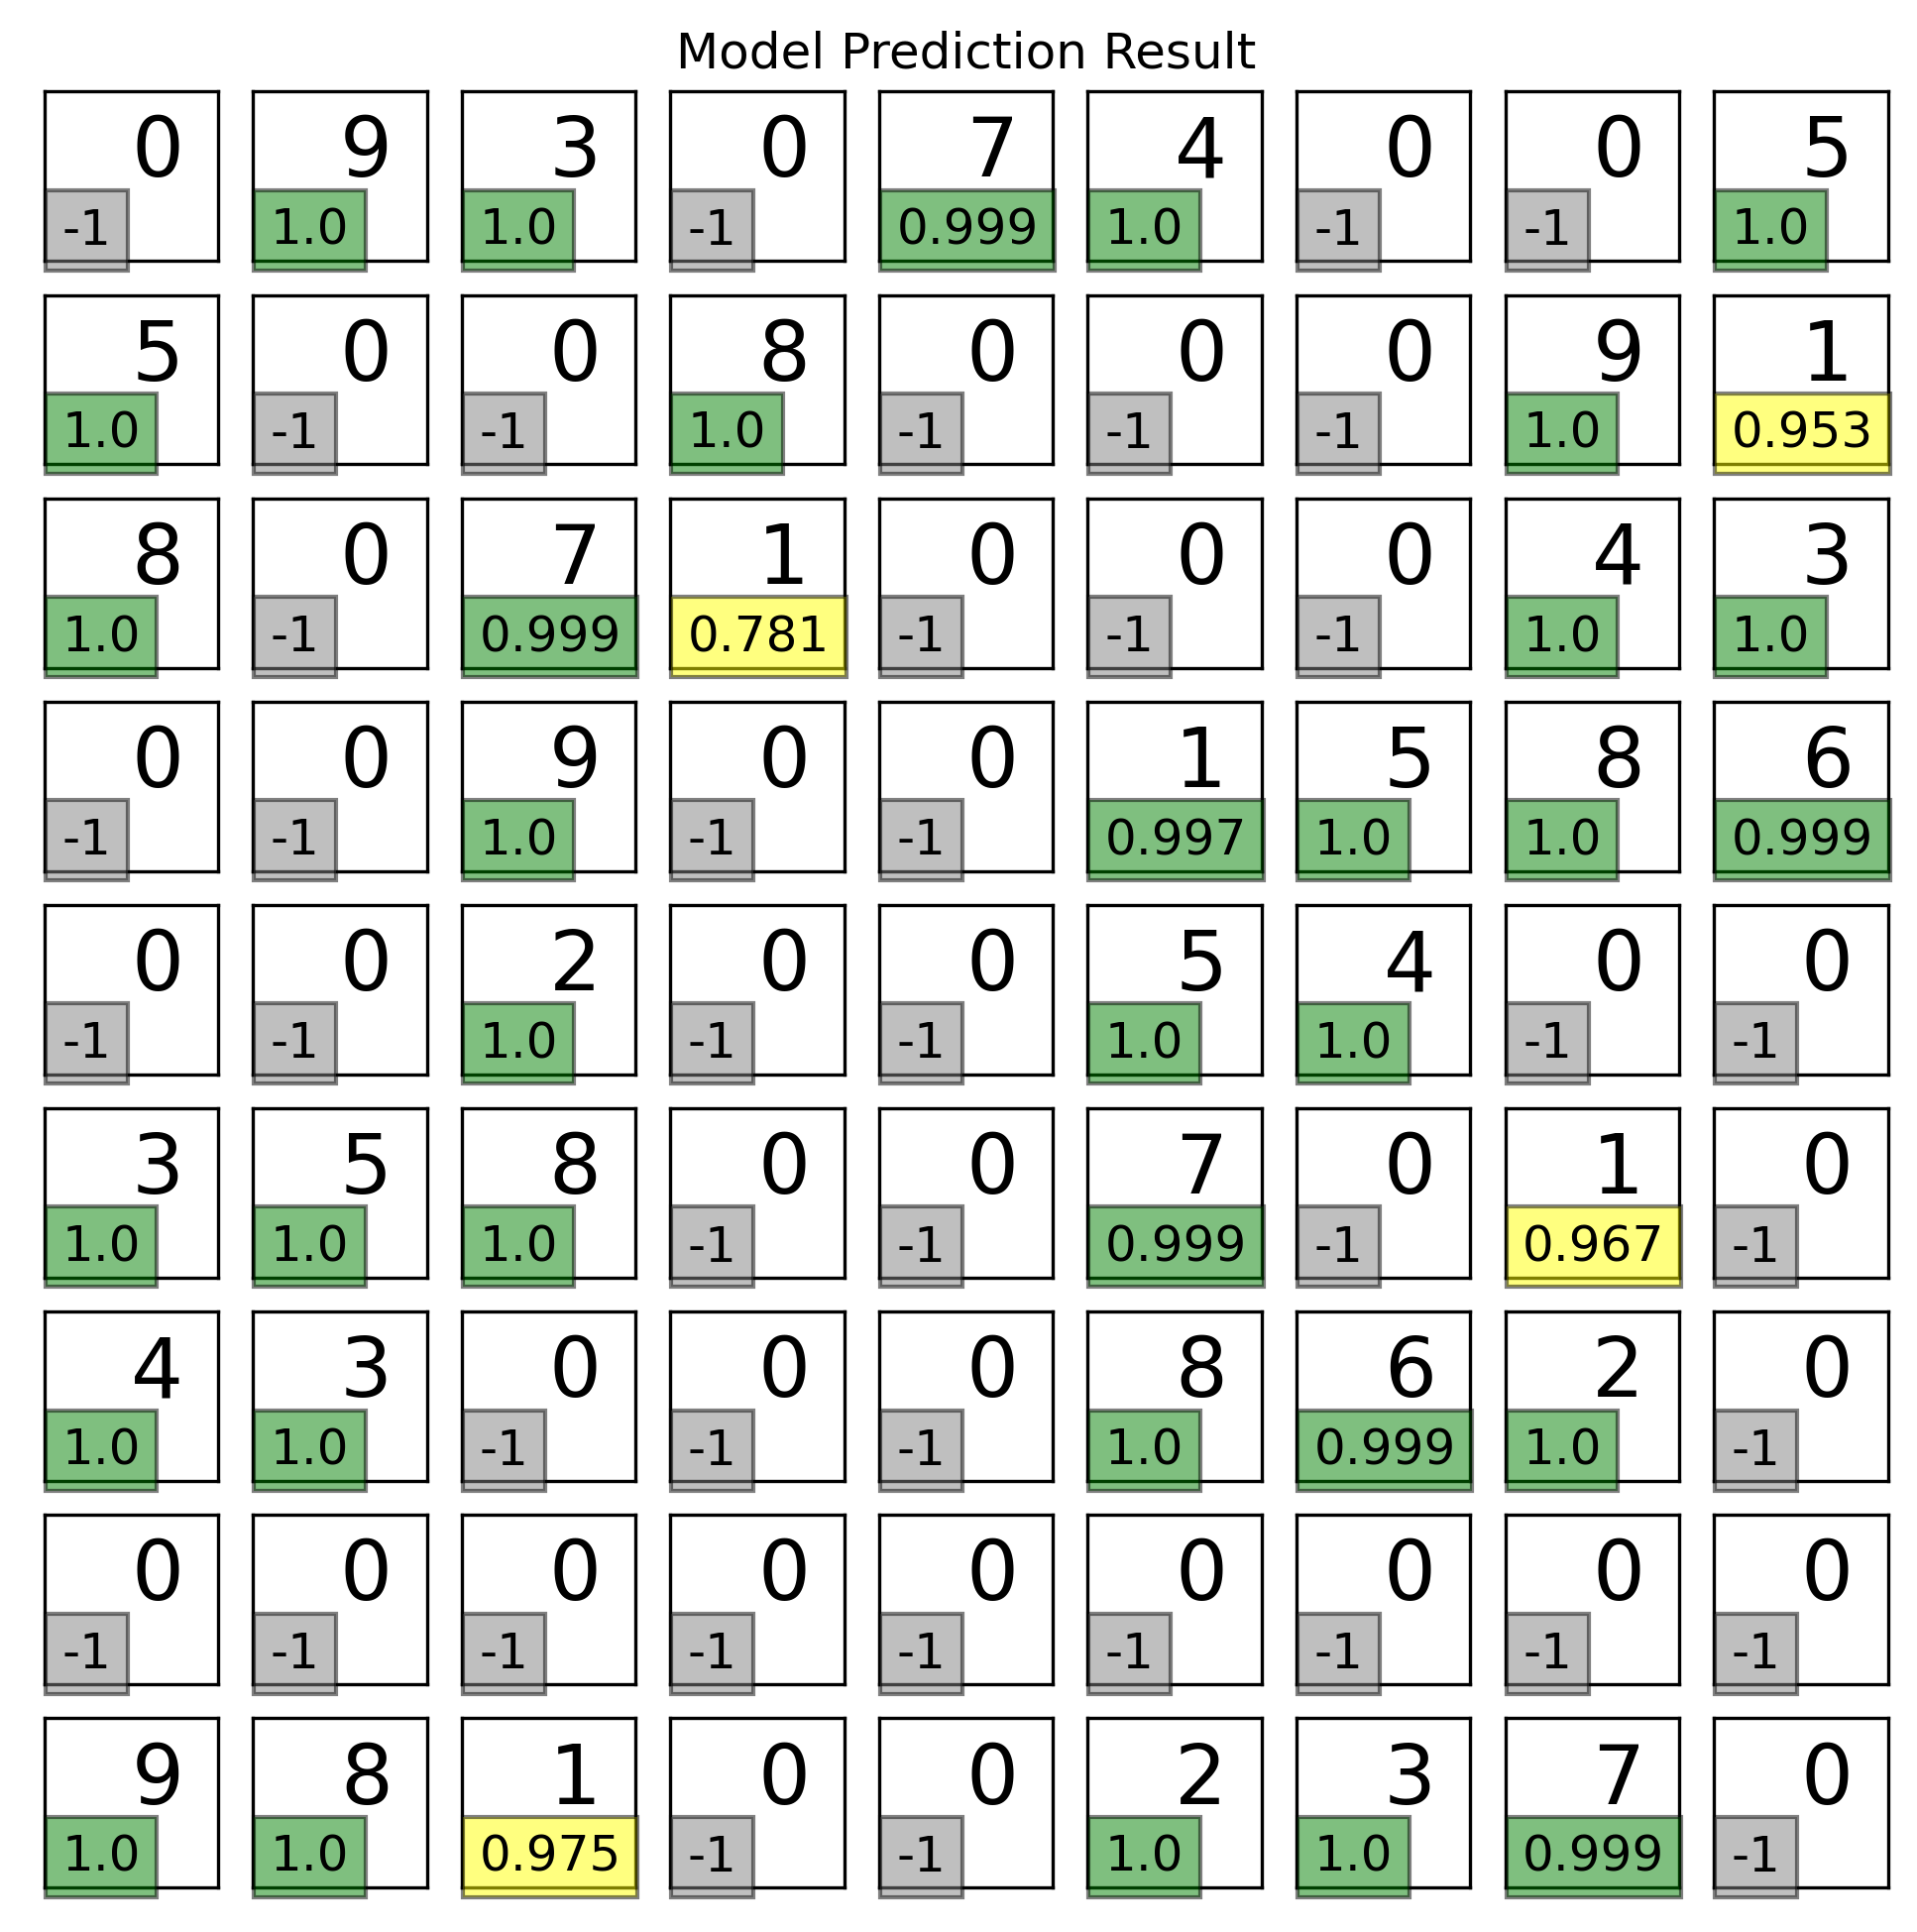 Model Prediction Result
0 9 3 0 7 4 0 0 5
-1 1.0 1.0 -1 0.999 1.0 -1 -1 1.0
5 0 0 8 0 0 0 9 1
1.0 -1 -1 1.0 -1 -1 -1 1.0 0.953
8 0 7 1 0 0 0 4 3
1.0 -1 0.999 0.781 -1 -1 -1 1.0 1.0
0 0 9 0 0 1 5 8 6
-1 -1 1.0 -1 -1 0.997 1.0 1.0 0.999
0 0 2 0 0 5 4 0 0
-1 -1 1.0 -1 -1 1.0 1.0 -1 -1
3 5 8 0 0 7 0 1 0
1.0 1.0 1.0 -1 -1 0.999 -1 0.967 -1
4 3 0 0 0 8 6 2 0
1.0 1.0 -1 -1 -1 1.0 0.999 1.0 -1
0 0 0 0 0 0 0 0 0
-1 -1 -1 -1 -1 -1 -1 -1 -1
9 8 1 0 0 2 3 7 0
1.0 1.0 0.975 -1 -1 1.0 1.0 0.999 -1